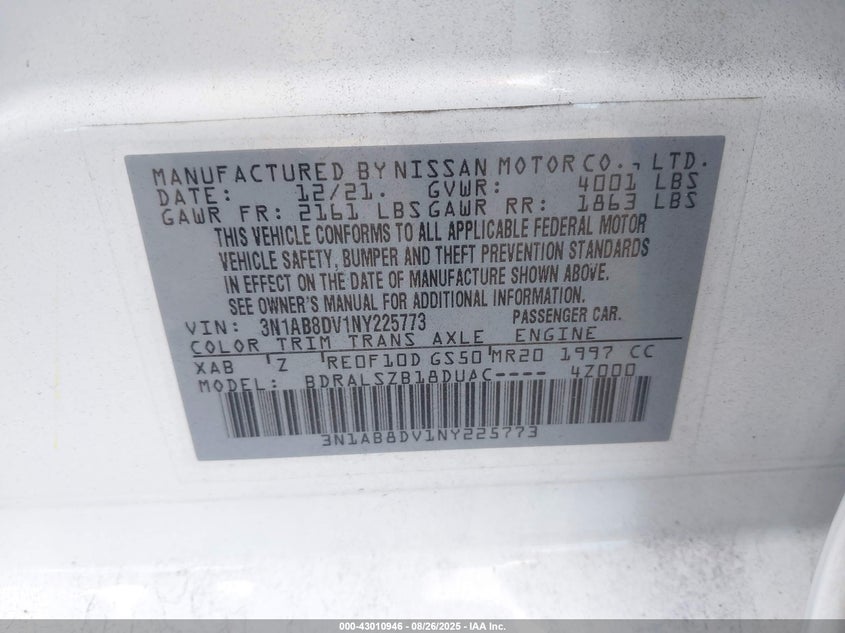 MANUFACTURED BY NISSAN MOTOR CO., LTD.
DATE: 12/21. GVWR: 4001 LBS
GAWR FR: 2161 LBS GAWR RR: 1863 LBS
THIS VEHICLE CONFORMS TO ALL APPLICABLE FEDERAL MOTOR
VEHICLE SAFETY, BUMPER AND THEFT PREVENTION STANDARDS
IN EFFECT ON THE DATE OF MANUFACTURE SHOWN ABOVE.
SEE OWNER'S MANUAL FOR ADDITIONAL INFORMATION.
VIN: 3N1AB8DV1NY225773 PASSENGER CAR.
COLOR TRIM TRANS AXLE ENGINE
XAB Z RE0F10D GS50 MR20 1997 CC
MODEL: BDRALSZB18DUAC---- 4Z000
3N1AB8DV1NY225773
000-43010946 - 08/26/2025 - IAA Inc.